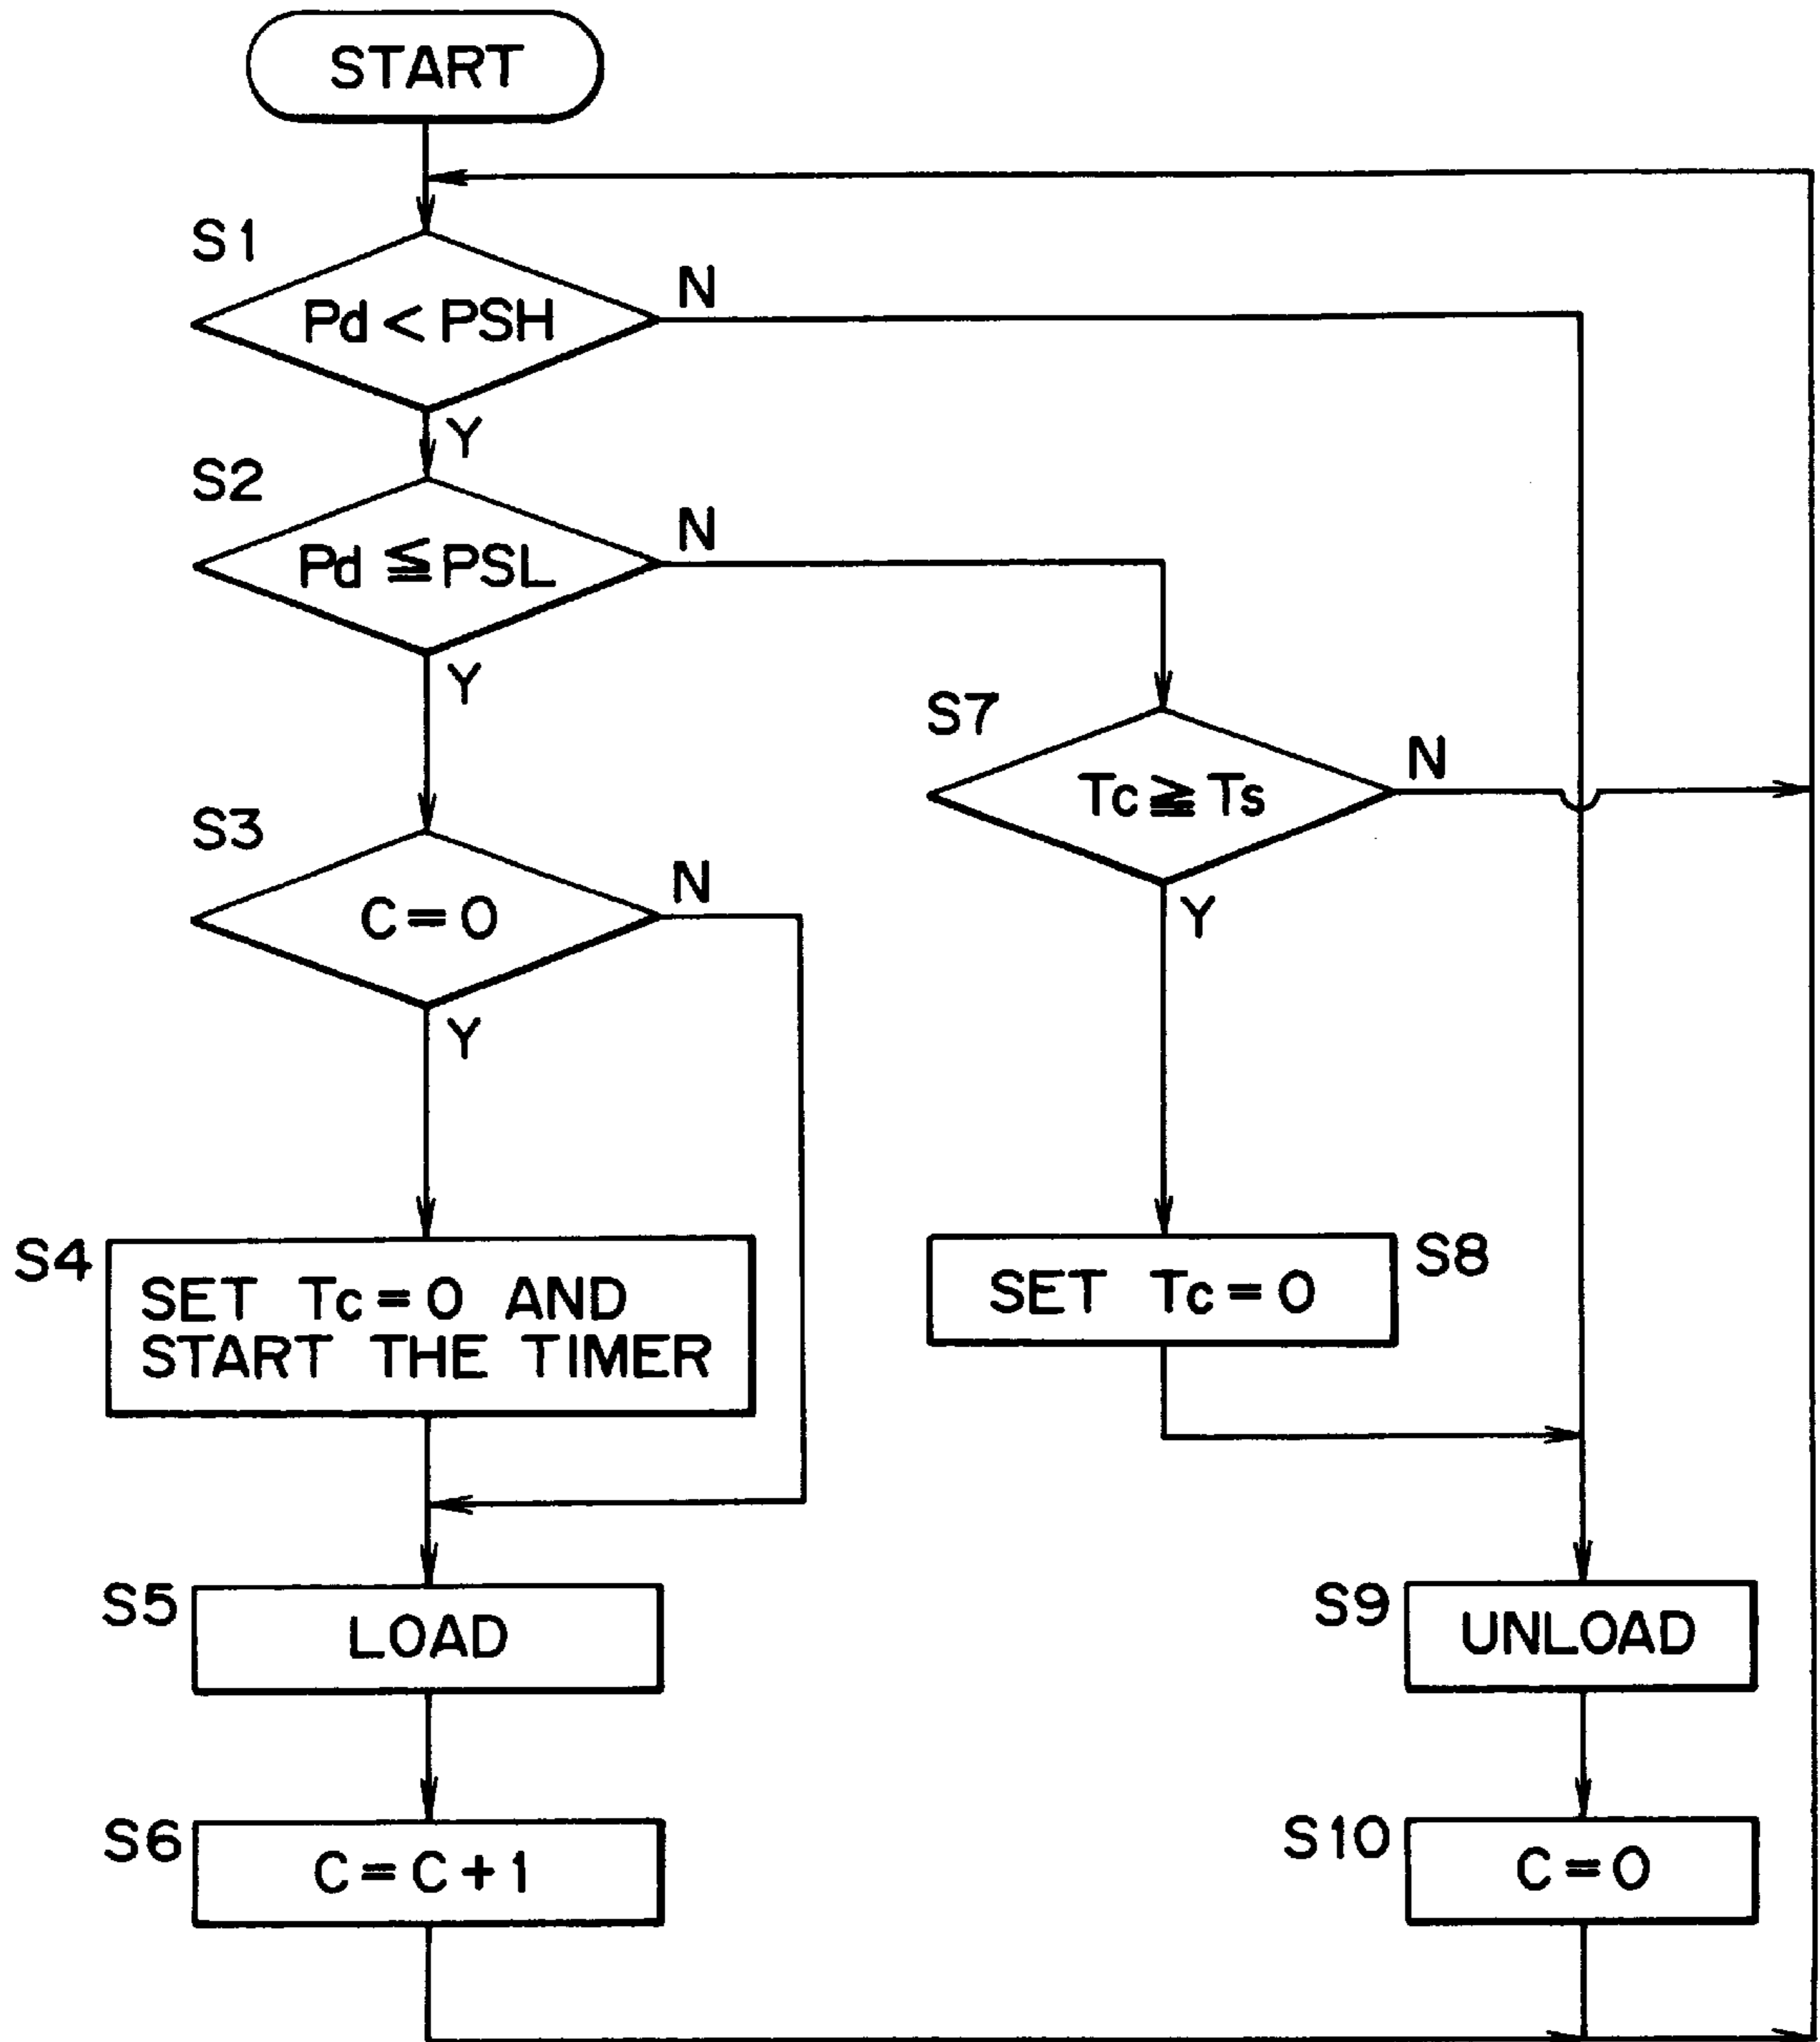 START
S1
Pd < PSH
N
Y
S2
Pd ≦ PSL
N
Y
S7
Tc ≧ Ts
N
Y
S3
C = 0
N
Y
S4
SET Tc = 0 AND
START THE TIMER
S8
SET Tc = 0
S5
LOAD
S9
UNLOAD
S6
C = C + 1
S10
C = 0